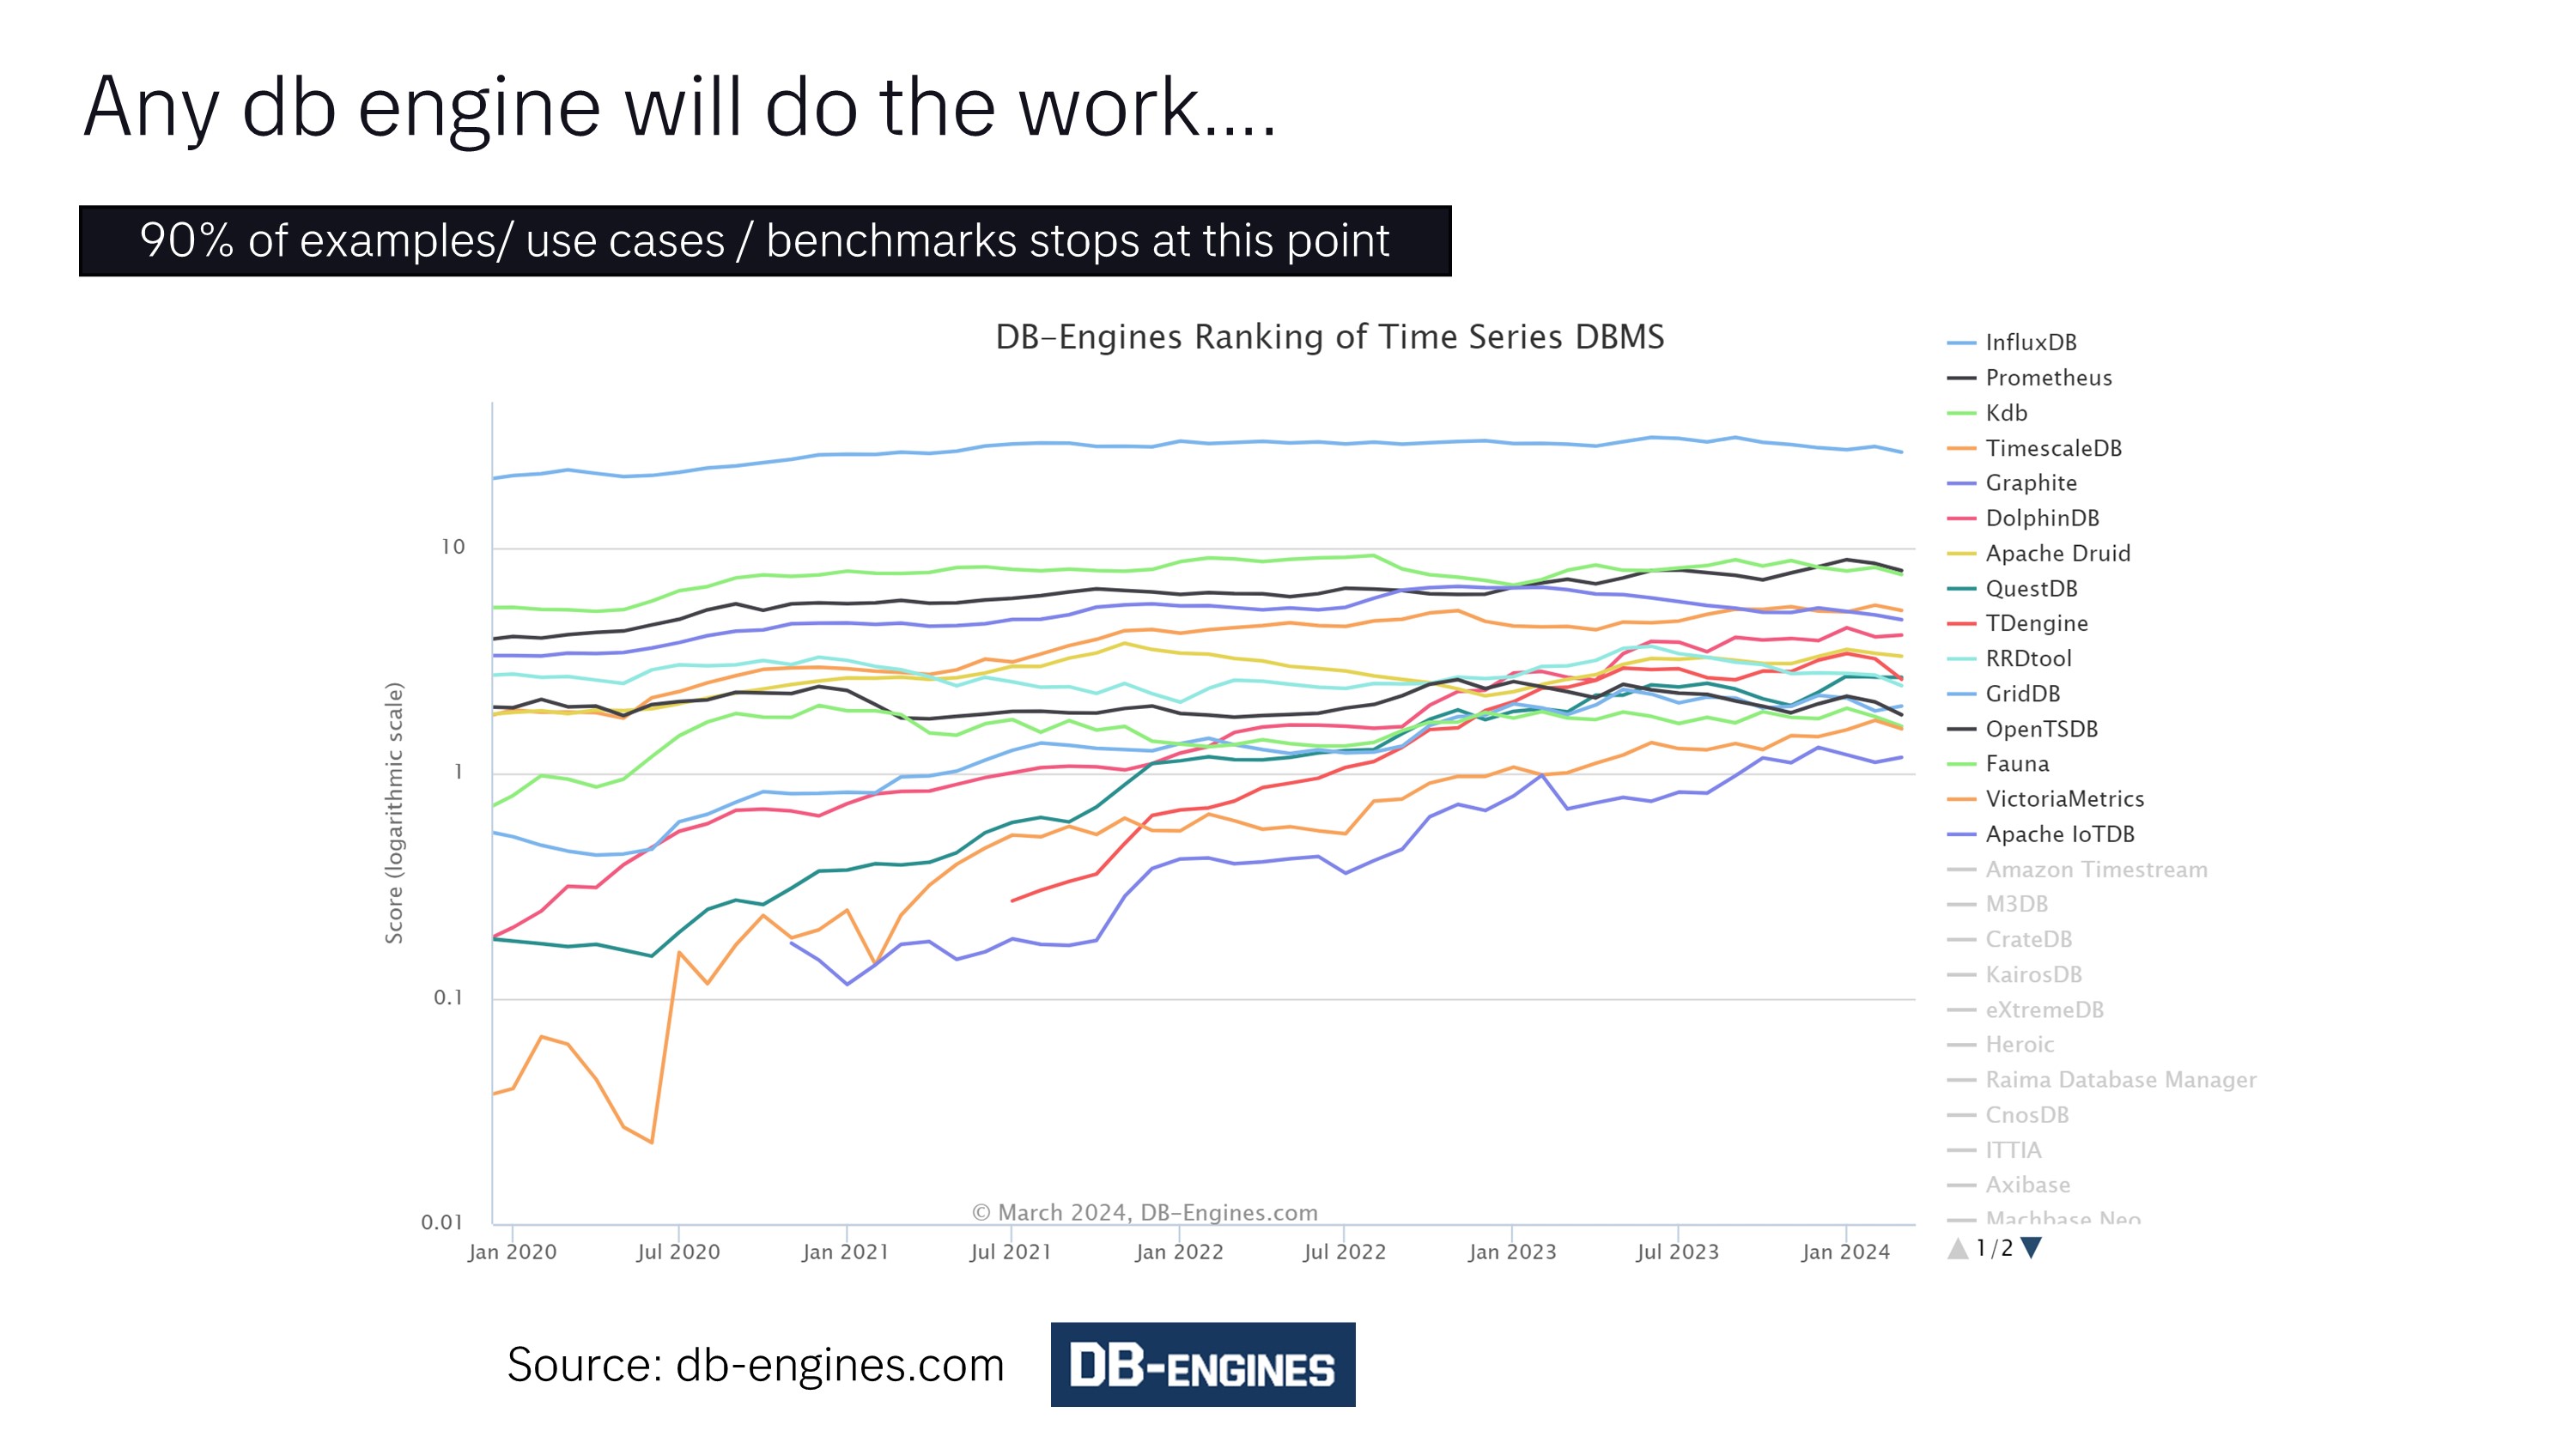 Any db engine will do the work....
90% of examples/ use cases / benchmarks stops at this point
DB-Engines Ranking of Time Series DBMS
Score (logarithmic scale)
10
1
0.1
0.01
Jan 2020
Jul 2020
Jan 2021
Jul 2021
Jan 2022
Jul 2022
Jan 2023
Jul 2023
Jan 2024
© March 2024, DB-Engines.com
InfluxDB
Prometheus
Kdb
TimescaleDB
Graphite
DolphinDB
Apache Druid
QuestDB
TDengine
RRDtool
GridDB
OpenTSDB
Fauna
VictoriaMetrics
Apache IoTDB
Amazon Timestream
M3DB
CrateDB
KairosDB
eXtremeDB
Heroic
Raima Database Manager
CnosDB
ITTIA
Axibase
Machbase Neo
1/2
Source: db-engines.com
DB-ENGINES